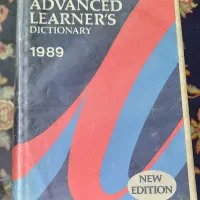 ADVANCED
LEARNER'S
DICTIONARY
1989
NEW
EDITION